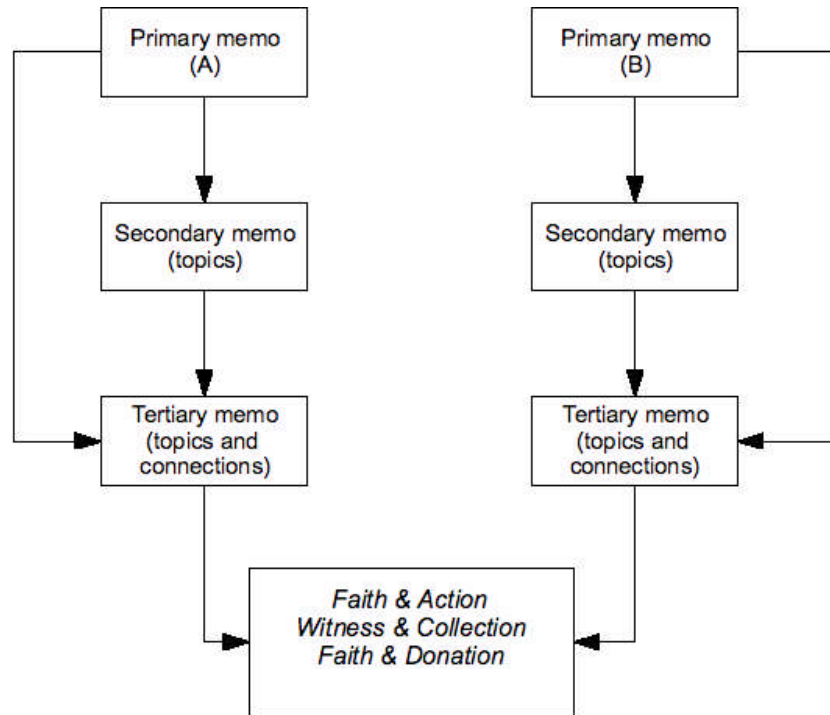 Primary memo
(A)
Primary memo
(B)
Secondary memo
(topics)
Secondary memo
(topics)
Tertiary memo
(topics and
connections)
Tertiary memo
(topics and
connections)
Faith & Action
Witness & Collection
Faith & Donation